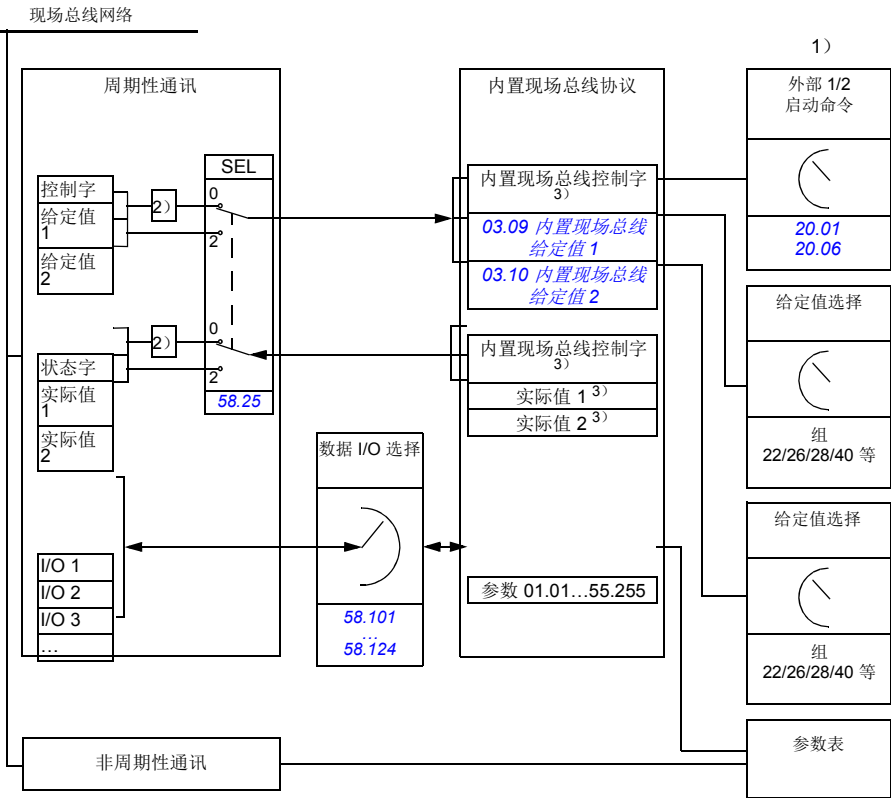 现场总线网络
1）
周期性通讯
内置现场总线协议
外部 1/2
启动命令
SEL
控制字
给定值
1
给定值
2
2）
0
2
内置现场总线控制字
3）
03.09 内置现场总线
给定值 1
03.10 内置现场总线
给定值 2
20.01
20.06
给定值选择
组
22/26/28/40 等
状态字
实际值
1
实际值
2
2）
0
2
58.25
内置现场总线控制字
3）
实际值 1 3）
实际值 2 3）
数据 I/O 选择
58.101
…
58.124
I/O 1
I/O 2
I/O 3
…
参数 01.01…55.255
给定值选择
组
22/26/28/40 等
非周期性通讯
参数表